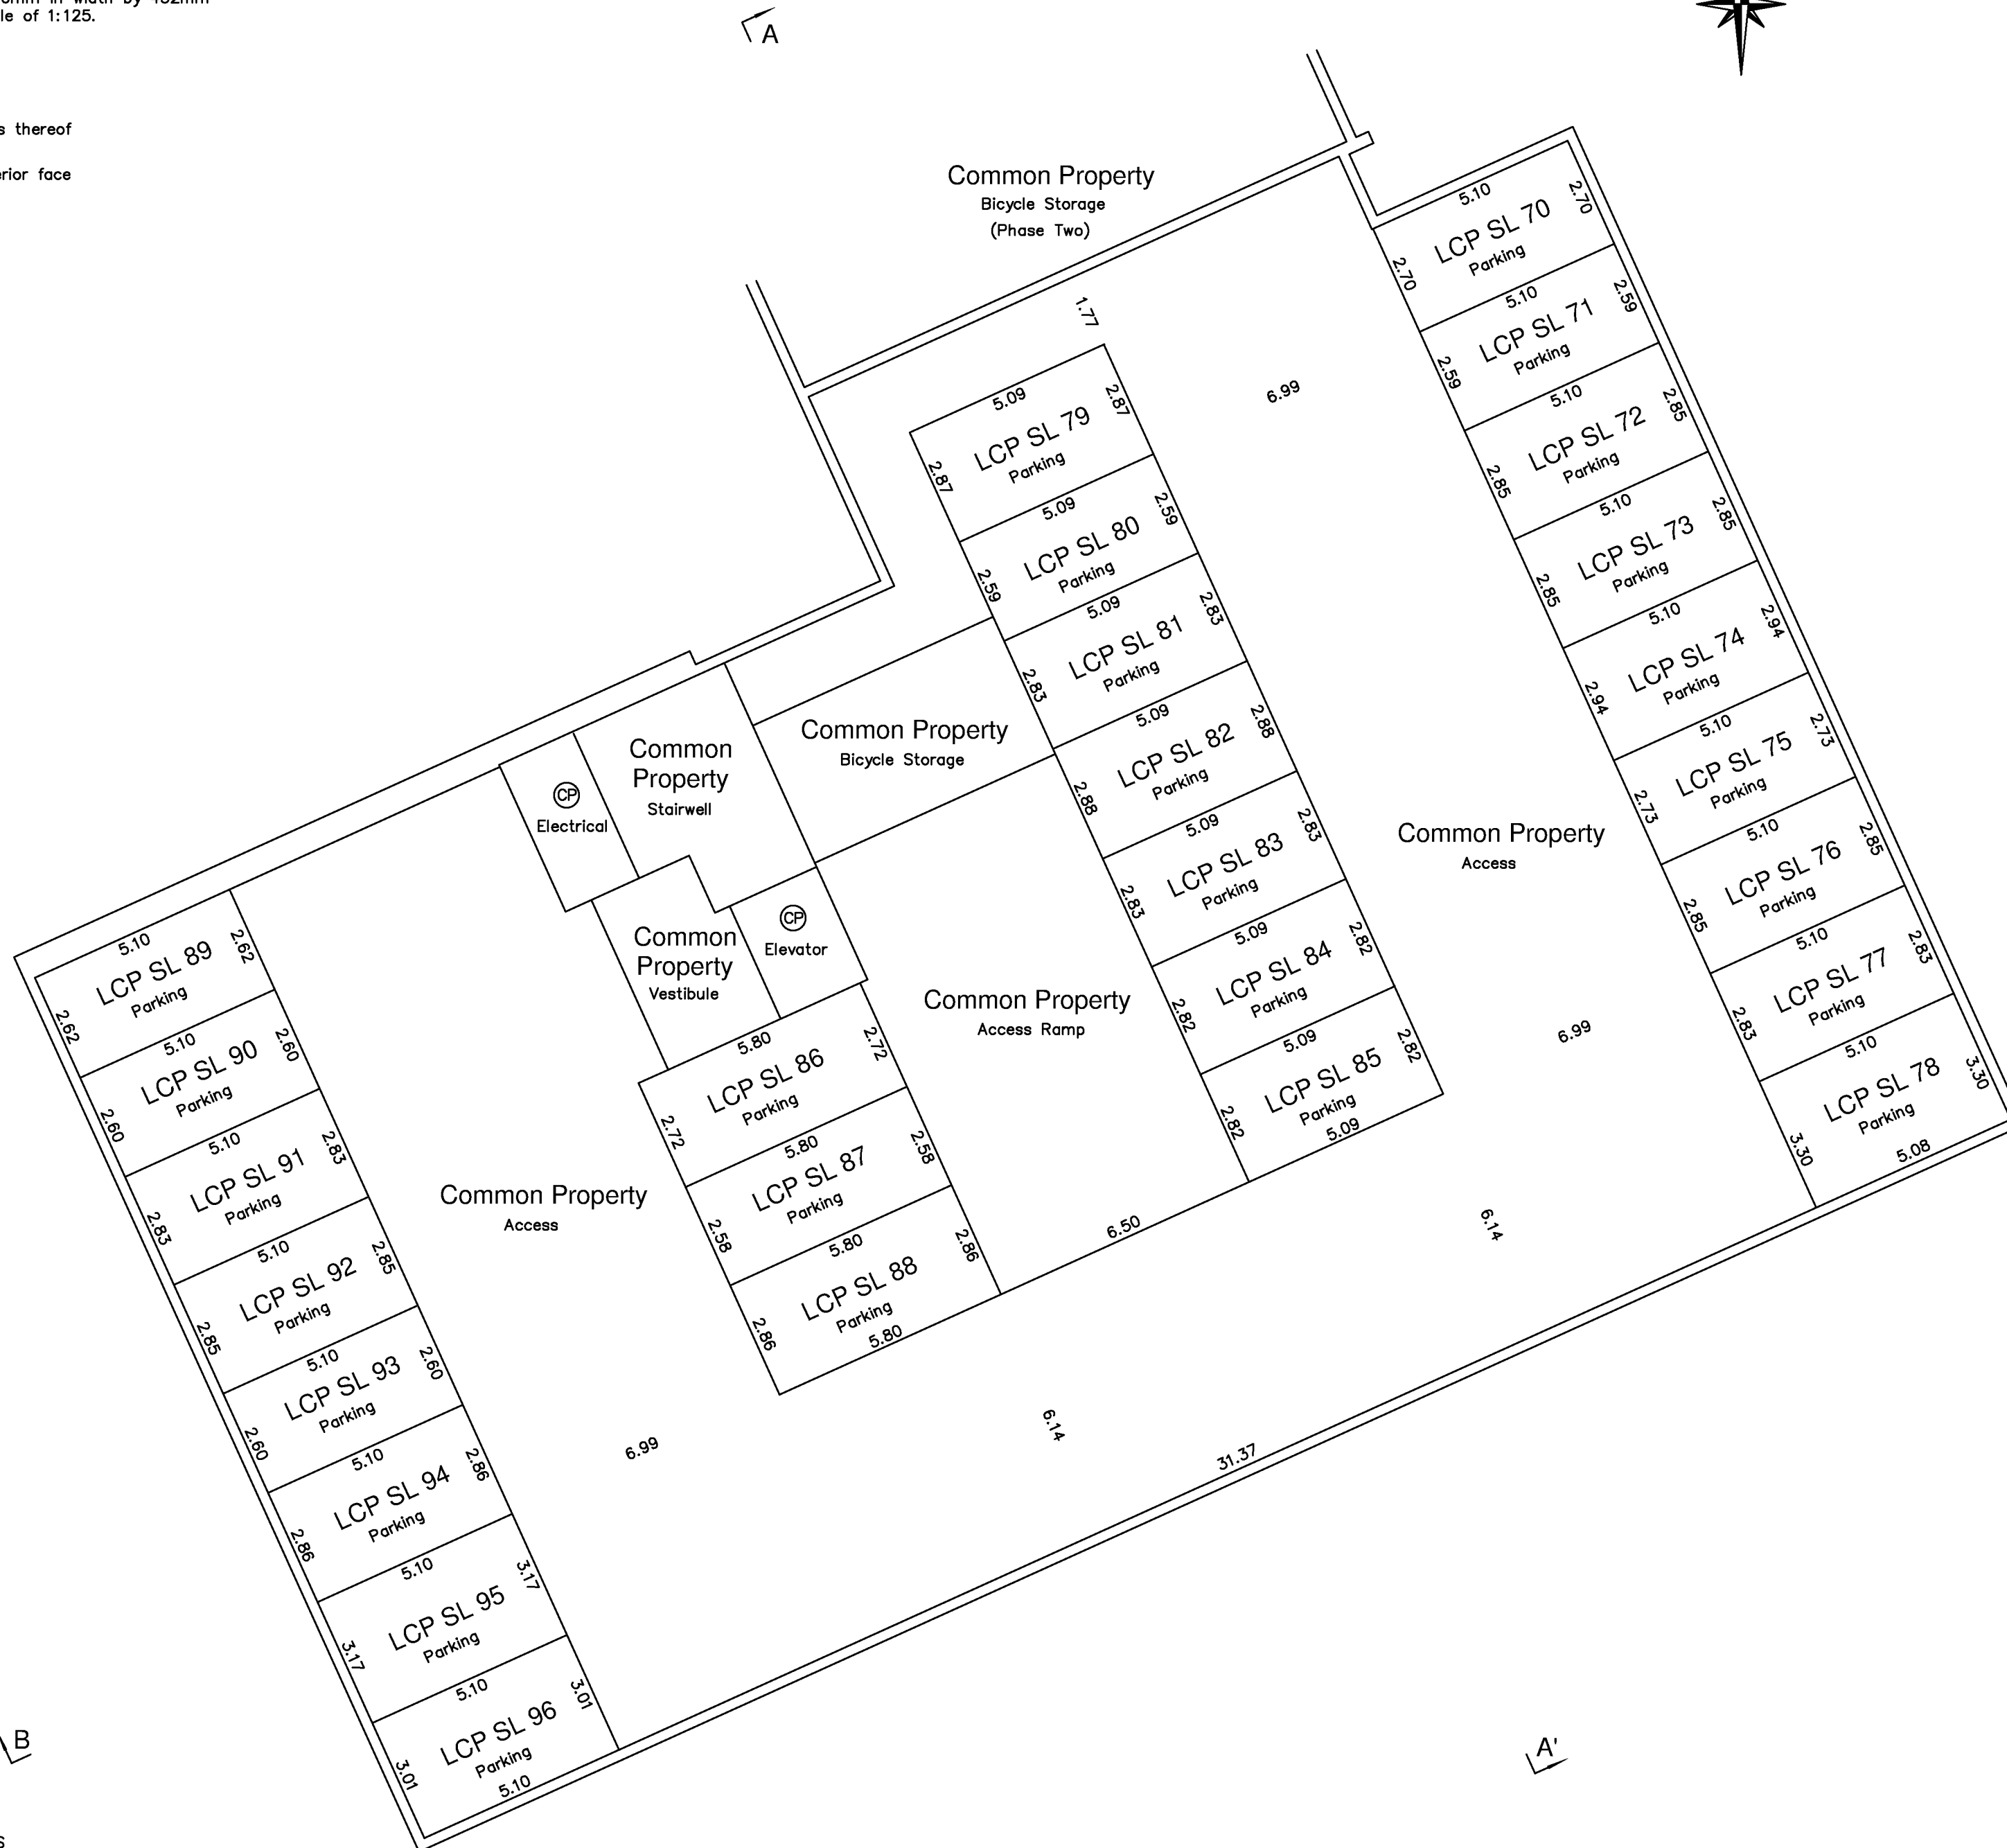 mm in width by 432mm
le of 1:125.
s thereof
rior face
A
Common Property
Bicycle Storage
(Phase Two)
1.77
6.99
5.10
2.70
LCP SL 70
Parking
2.70
5.10
2.59
LCP SL 71
Parking
2.59
5.10
2.85
LCP SL 72
Parking
2.85
5.10
2.85
LCP SL 73
Parking
2.85
5.10
2.94
LCP SL 74
Parking
2.94
5.10
2.73
LCP SL 75
Parking
2.73
5.10
2.85
LCP SL 76
Parking
2.85
5.10
2.83
LCP SL 77
Parking
2.83
5.10
3.30
LCP SL 78
Parking
3.30
5.08
5.09
2.87
LCP SL 79
Parking
2.87
5.09
2.59
LCP SL 80
Parking
2.59
5.09
2.83
LCP SL 81
Parking
2.83
5.09
2.88
LCP SL 82
Parking
2.88
5.09
2.83
LCP SL 83
Parking
2.83
5.09
2.82
LCP SL 84
Parking
2.82
5.09
2.82
LCP SL 85
Parking
2.82
5.09
Common Property
Access
6.99
6.14
Common Property
Bicycle Storage
Common
Property
Stairwell
CP
Electrical
Common
Property
Vestibule
CP
Elevator
Common Property
Access Ramp
6.50
5.80
2.72
LCP SL 86
Parking
2.72
5.80
2.58
LCP SL 87
Parking
2.58
5.80
2.86
LCP SL 88
Parking
2.86
5.80
Common Property
Access
6.99
6.14
31.37
5.10
2.62
LCP SL 89
Parking
2.62
5.10
2.60
LCP SL 90
Parking
2.60
5.10
2.83
LCP SL 91
Parking
2.83
5.10
2.85
LCP SL 92
Parking
2.85
5.10
2.60
LCP SL 93
Parking
2.60
5.10
2.86
LCP SL 94
Parking
2.86
5.10
3.17
LCP SL 95
Parking
3.17
5.10
3.01
LCP SL 96
Parking
3.01
5.10
B
A'